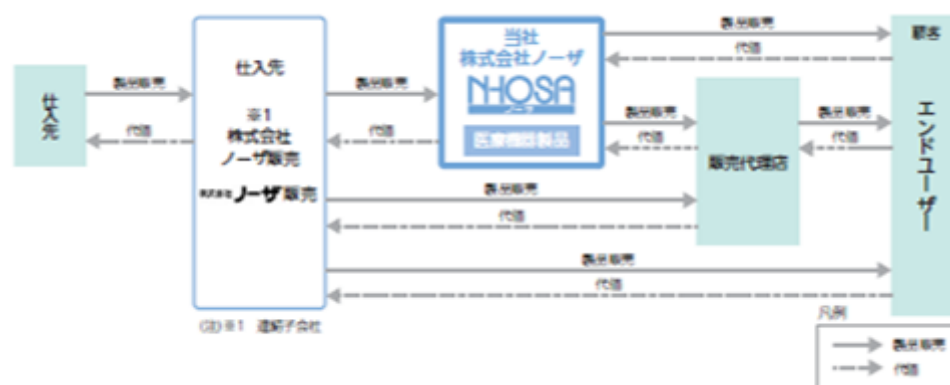 仕入先
製品販売
代価
仕入先
※1
株式会社
ノーザ販売
株式会社ノーザ販売
(注)※1 連結子会社
製品販売
代価
当社
株式会社ノーザ
NHOSA
ノーザ
医療機器製品
製品販売
代価
製品販売
代価
販売代理店
製品販売
代価
製品販売
代価
製品販売
代価
顧客
エンドユーザー
凡例
製品販売
代価